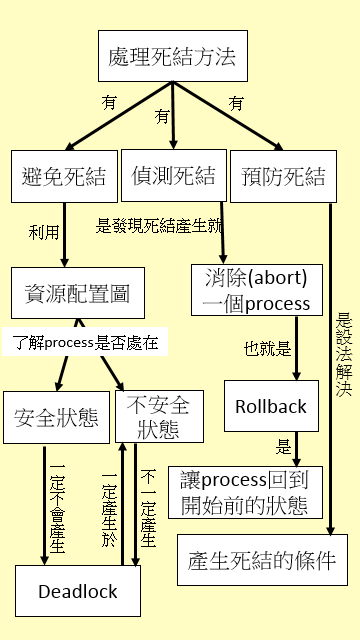 處理死結方法
有
有
有
避免死結
偵測死結
預防死結
利用
是發現死結產生就
資源配置圖
消除(abort)
一個process
了解process是否處在
也就是
是設法解決
安全狀態
不安全
狀態
Rollback
是
一定不會產生
一定產生於
不一定產生
讓process回到
開始前的狀態
產生死結的條件
Deadlock